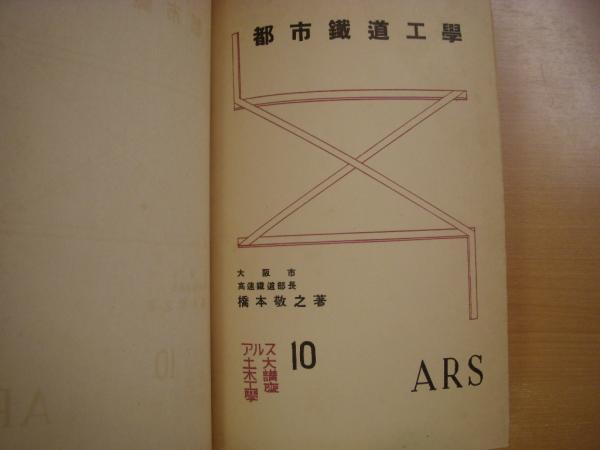 都市鐵道工學
大阪市
高速鐵道部長
橋本敬之著
アルス
土木工學
大講座
10
ARS